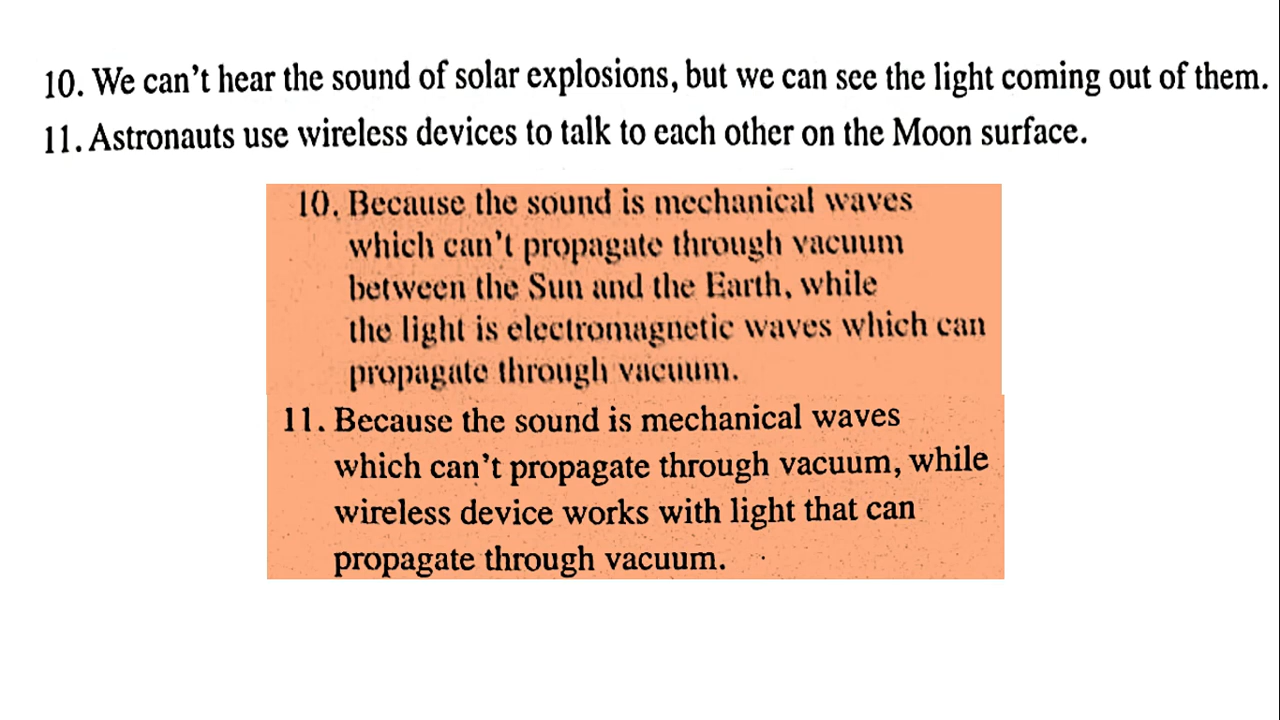 10. We can't hear the sound of solar explosions, but we can see the light coming out of them.
11. Astronauts use wireless devices to talk to each other on the Moon surface.
10. Because the sound is mechanical waves
which can't propagate through vacuum
between the Sun and the Earth, while
the light is electromagnetic waves which can
propagate through vacuum.
11. Because the sound is mechanical waves
which can't propagate through vacuum, while
wireless device works with light that can
propagate through vacuum.